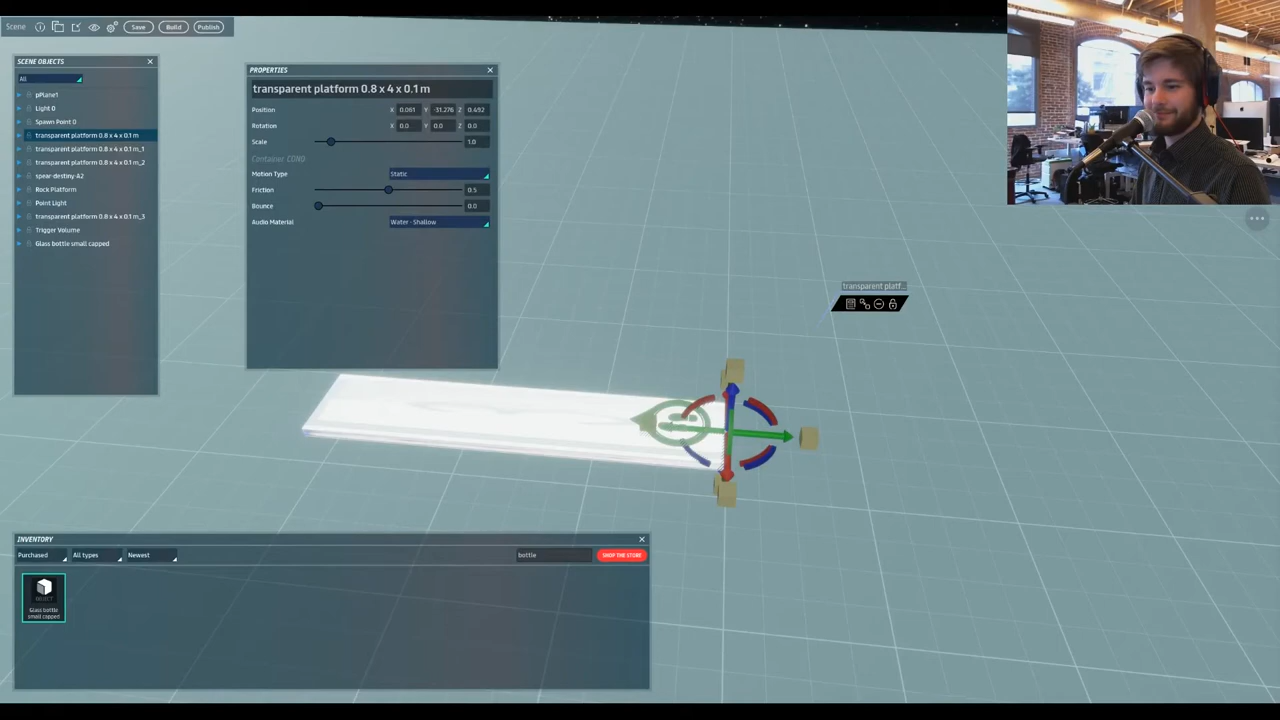 Scene Save Build Publish
SCENE OBJECTS
All
pPlane1
Light 0
Spawn Point 0
transparent platform 0.8 x 4 x 0.1 m
transparent platform 0.8 x 4 x 0.1 m_1
transparent platform 0.8 x 4 x 0.1 m_2
spear-destiny-A2
Rock Platform
Point Light
transparent platform 0.8 x 4 x 0.1 m_3
Trigger Volume
Glass bottle small capped
PROPERTIES
transparent platform 0.8 x 4 x 0.1 m
Position X 0.061 Y -31.276 Z 0.492
Rotation X 0.0 Y 0.0 Z 0.0
Scale 1.0
Container COND
Motion Type Static
Friction 0.5
Bounce 0.0
Audio Material Water - Shallow
transparent platf...
INVENTORY
Purchased All types Newest bottle SHOP THE STORE
OBJECT
Glass bottle
small capped